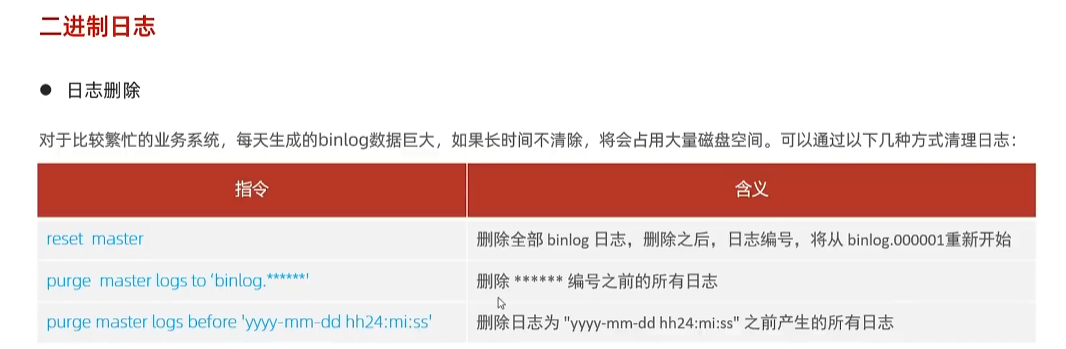 二进制日志
● 日志删除
对于比较繁忙的业务系统，每天生成的binlog数据巨大，如果长时间不清除，将会占用大量磁盘空间。可以通过以下几种方式清理日志：
指令 含义
reset master 删除全部 binlog 日志，删除之后，日志编号，将从 binlog.000001重新开始
purge master logs to 'binlog.******' 删除 ****** 编号之前的所有日志
purge master logs before 'yyyy-mm-dd hh24:mi:ss' 删除日志为 "yyyy-mm-dd hh24:mi:ss" 之前产生的所有日志